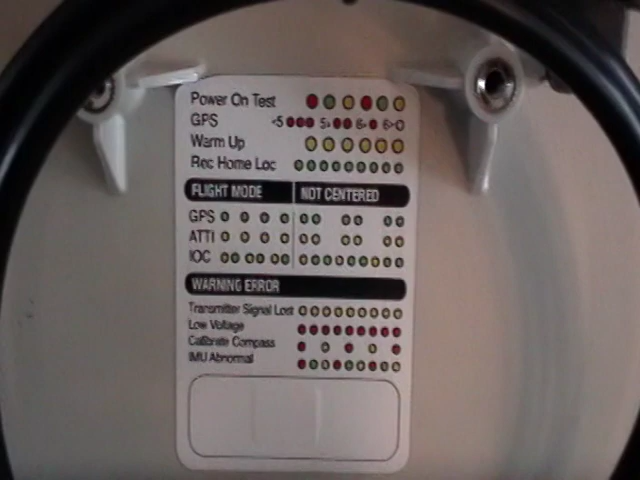 Power On Test
GPS <5 5> 6> 6>
Warm Up
Rec Home Loc
FLIGHT MODE NOT CENTERED
GPS
ATTI
IOC
WARNING ERROR
Transmitter Signal Lost
Low Voltage
Calibrate Compass
IMU Abnormal